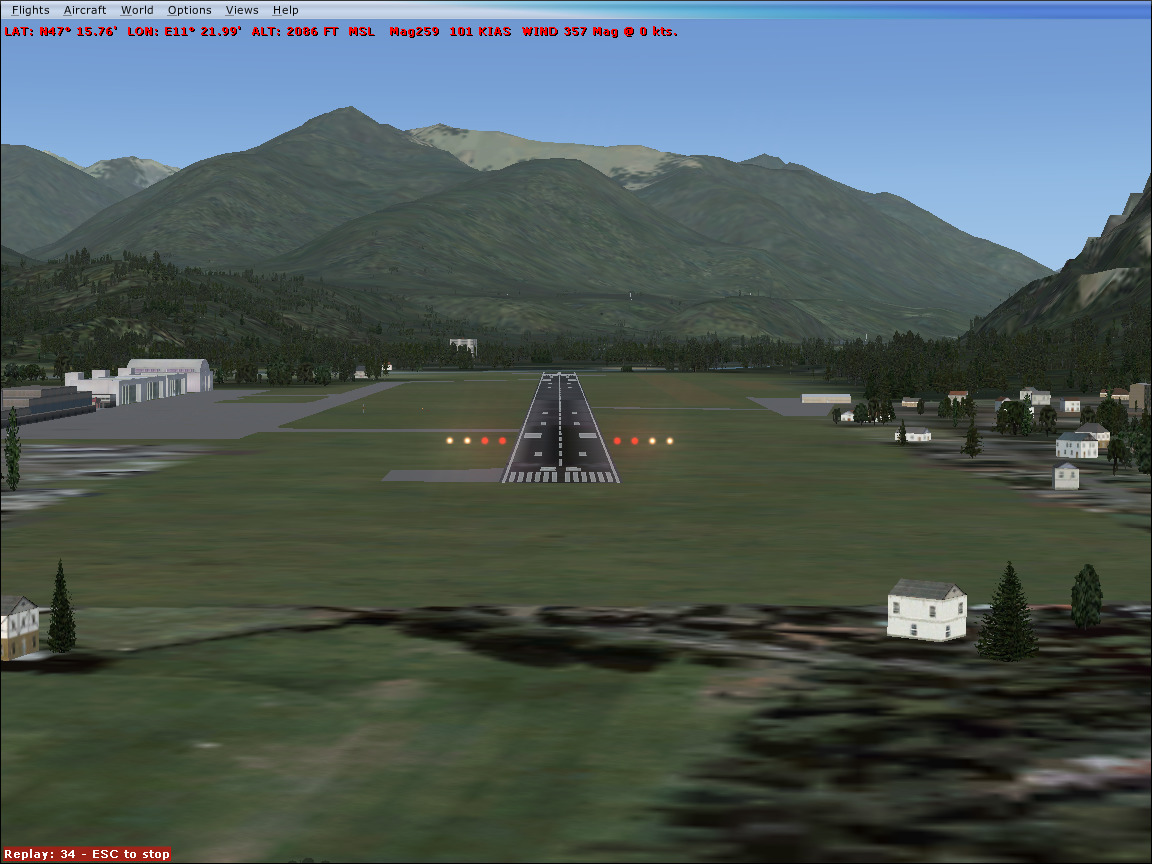 Flights Aircraft World Options Views Help
LAT: N47° 15.76' LON: E11° 21.99' ALT: 2086 FT MSL Mag259 101 KIAS WIND 357 Mag @ 0 kts.
Replay: 34 - ESC to stop